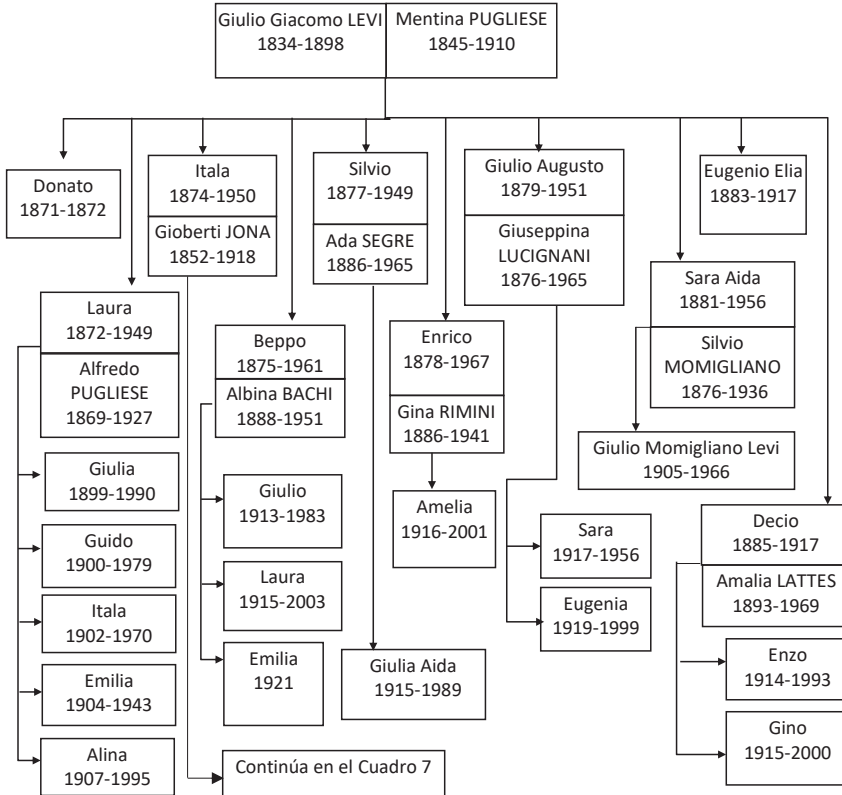 Giulio Giacomo LEVI
1834-1898
Mentina PUGLIESE
1845-1910
Donato
1871-1872
Itala
1874-1950
Gioberti JONA
1852-1918
Silvio
1877-1949
Ada SEGRE
1886-1965
Giulio Augusto
1879-1951
Giuseppina
LUCIGNANI
1876-1965
Eugenio Elia
1883-1917
Laura
1872-1949
Alfredo
PUGLIESE
1869-1927
Beppo
1875-1961
Albina BACHI
1888-1951
Enrico
1878-1967
Gina RIMINI
1886-1941
Sara Aida
1881-1956
Silvio
MOMIGLIANO
1876-1936
Giulio Momigliano Levi
1905-1966
Giulia
1899-1990
Guido
1900-1979
Itala
1902-1970
Emilia
1904-1943
Alina
1907-1995
Giulio
1913-1983
Laura
1915-2003
Emilia
1921
Giulia Aida
1915-1989
Amelia
1916-2001
Sara
1917-1956
Eugenia
1919-1999
Decio
1885-1917
Amalia LATTES
1893-1969
Enzo
1914-1993
Gino
1915-2000
Continúa en el Cuadro 7